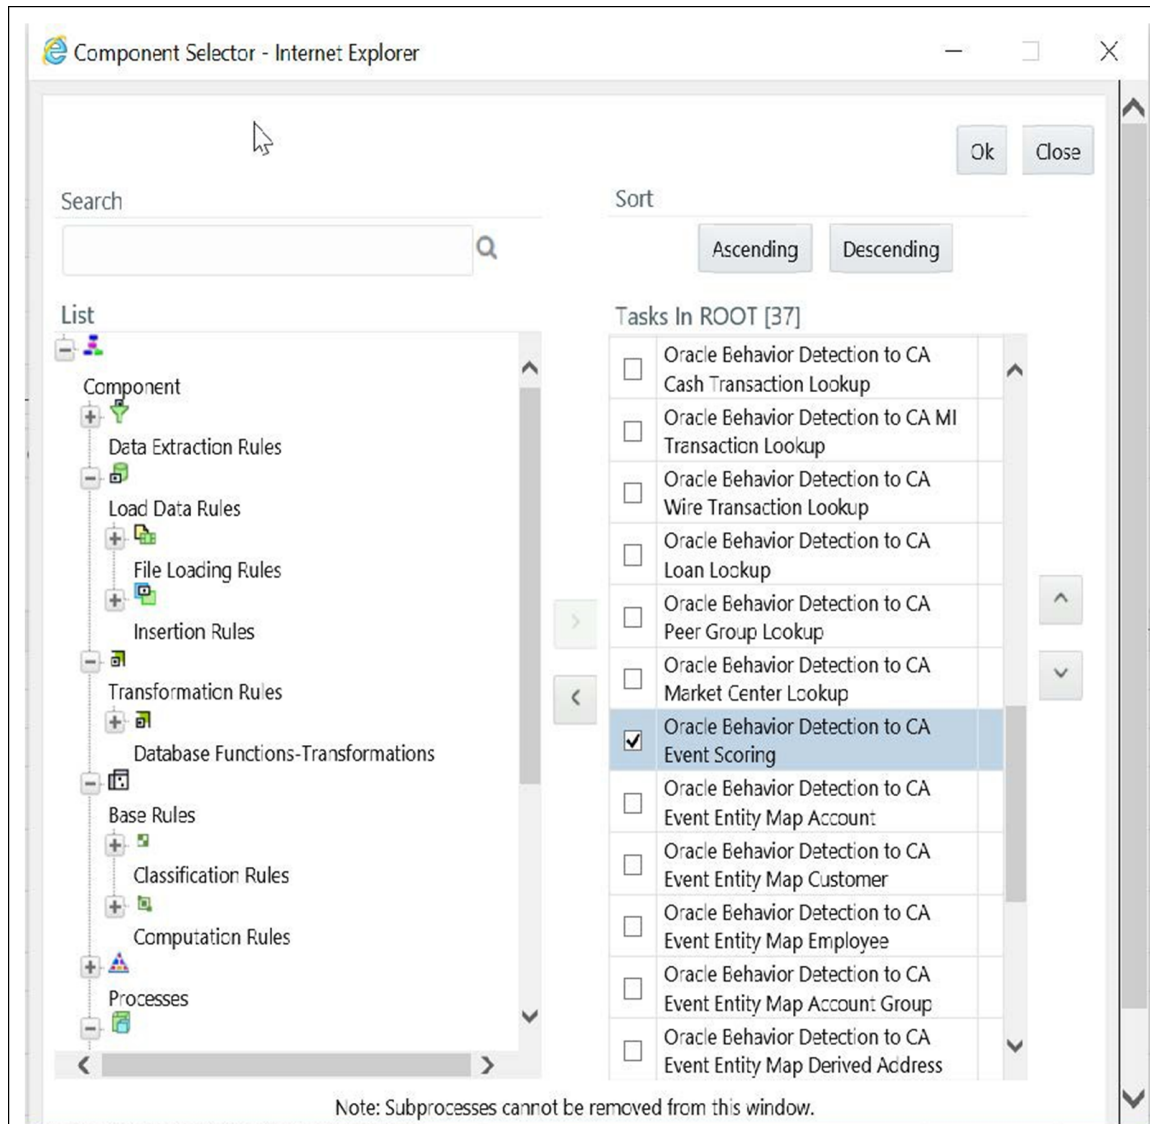 Component Selector - Internet Explorer
Ok
Close
Search
Sort
Ascending
Descending
List
Tasks In ROOT [37]
Component
Data Extraction Rules
Load Data Rules
File Loading Rules
Insertion Rules
Transformation Rules
Database Functions-Transformations
Base Rules
Classification Rules
Computation Rules
Processes
Oracle Behavior Detection to CA
Cash Transaction Lookup
Oracle Behavior Detection to CA MI
Transaction Lookup
Oracle Behavior Detection to CA
Wire Transaction Lookup
Oracle Behavior Detection to CA
Loan Lookup
Oracle Behavior Detection to CA
Peer Group Lookup
Oracle Behavior Detection to CA
Market Center Lookup
Oracle Behavior Detection to CA
Event Scoring
Oracle Behavior Detection to CA
Event Entity Map Account
Oracle Behavior Detection to CA
Event Entity Map Customer
Oracle Behavior Detection to CA
Event Entity Map Employee
Oracle Behavior Detection to CA
Event Entity Map Account Group
Oracle Behavior Detection to CA
Event Entity Map Derived Address
Note: Subprocesses cannot be removed from this window.